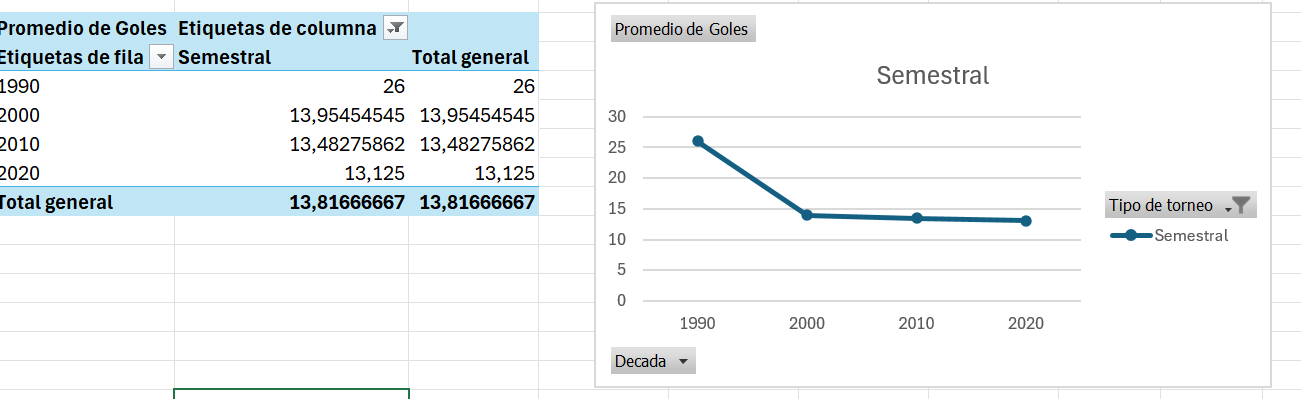 Promedio de Goles Etiquetas de columna
Etiquetas de fila Semestral Total general
1990 26 26
2000 13,95454545 13,95454545
2010 13,48275862 13,48275862
2020 13,125 13,125
Total general 13,81666667 13,81666667
Promedio de Goles
Semestral
30
25
20
15
10
5
0
1990 2000 2010 2020
Tipo de torneo
Semestral
Decada